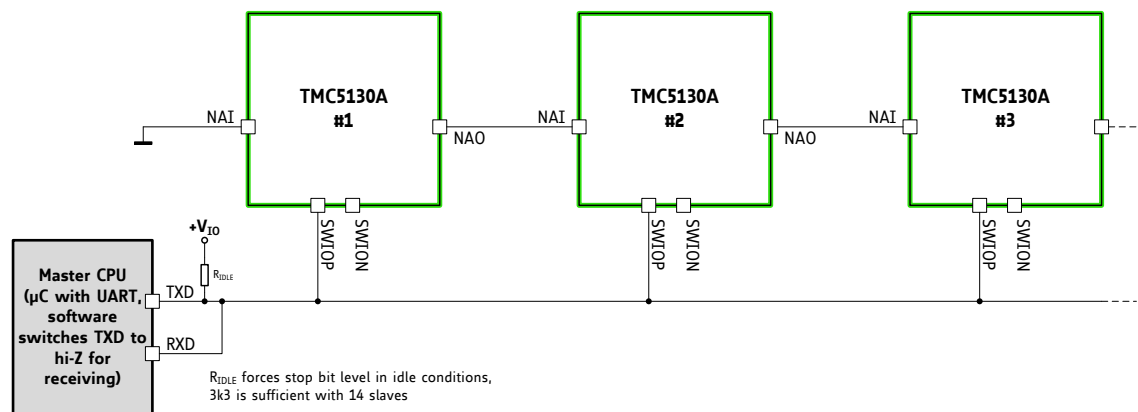 TMC5130A
#1
TMC5130A
#2
TMC5130A
#3
NAI
NAO
NAI
NAO
NAI
SWIOP
SWION
SWIOP
SWION
SWIOP
SWION
+VIO
RIDLE
Master CPU
(µC with UART,
software
switches TXD to
hi-Z for
receiving)
TXD
RXD
RIDLE forces stop bit level in idle conditions,
3k3 is sufficient with 14 slaves